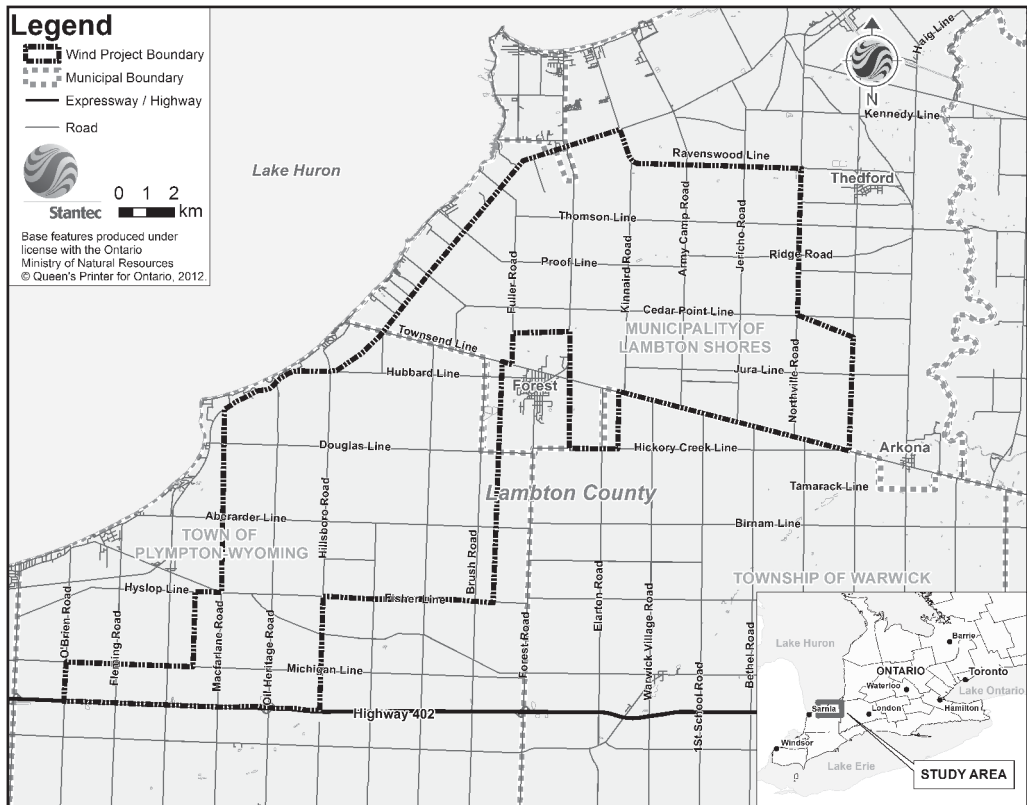 Legend
Wind Project Boundary
Municipal Boundary
Expressway / Highway
Road
Stantec
0 1 2
km
Base features produced under
license with the Ontario
Ministry of Natural Resources
© Queen's Printer for Ontario, 2012.
Haig Line
N
Kennedy Line
Lake Huron
Ravenswood Line
Thedford
Thomson Line
Army Camp Road
Jericho Road
Kinnaird Road
Fuller Road
Proof Line
Ridge Road
Cedar Point Line
MUNICIPALITY OF
LAMBTON SHORES
Townsend Line
Hubbard Line
Forest
Jura Line
Northville Road
Douglas Line
Hickory Creek Line
Arkona
Tamarack Line
Lambton County
Hillsboro Road
Aberarder Line
Birnam Line
TOWN OF
PLYMPTON-WYOMING
Brush Road
TOWNSHIP OF WARWICK
Hyslop Line
Fisher Line
Elarton Road
O'Brien Road
Fleming Road
Macfarlane Road
Oil Heritage Road
Forest Road
Warwick Village Road
Bethel Road
1St School Road
Michigan Line
Highway 402
Lake Huron
Barrie
ONTARIO
Toronto
Waterloo
Lake Ontario
Sarnia
London
Hamilton
Windsor
Lake Erie
STUDY AREA